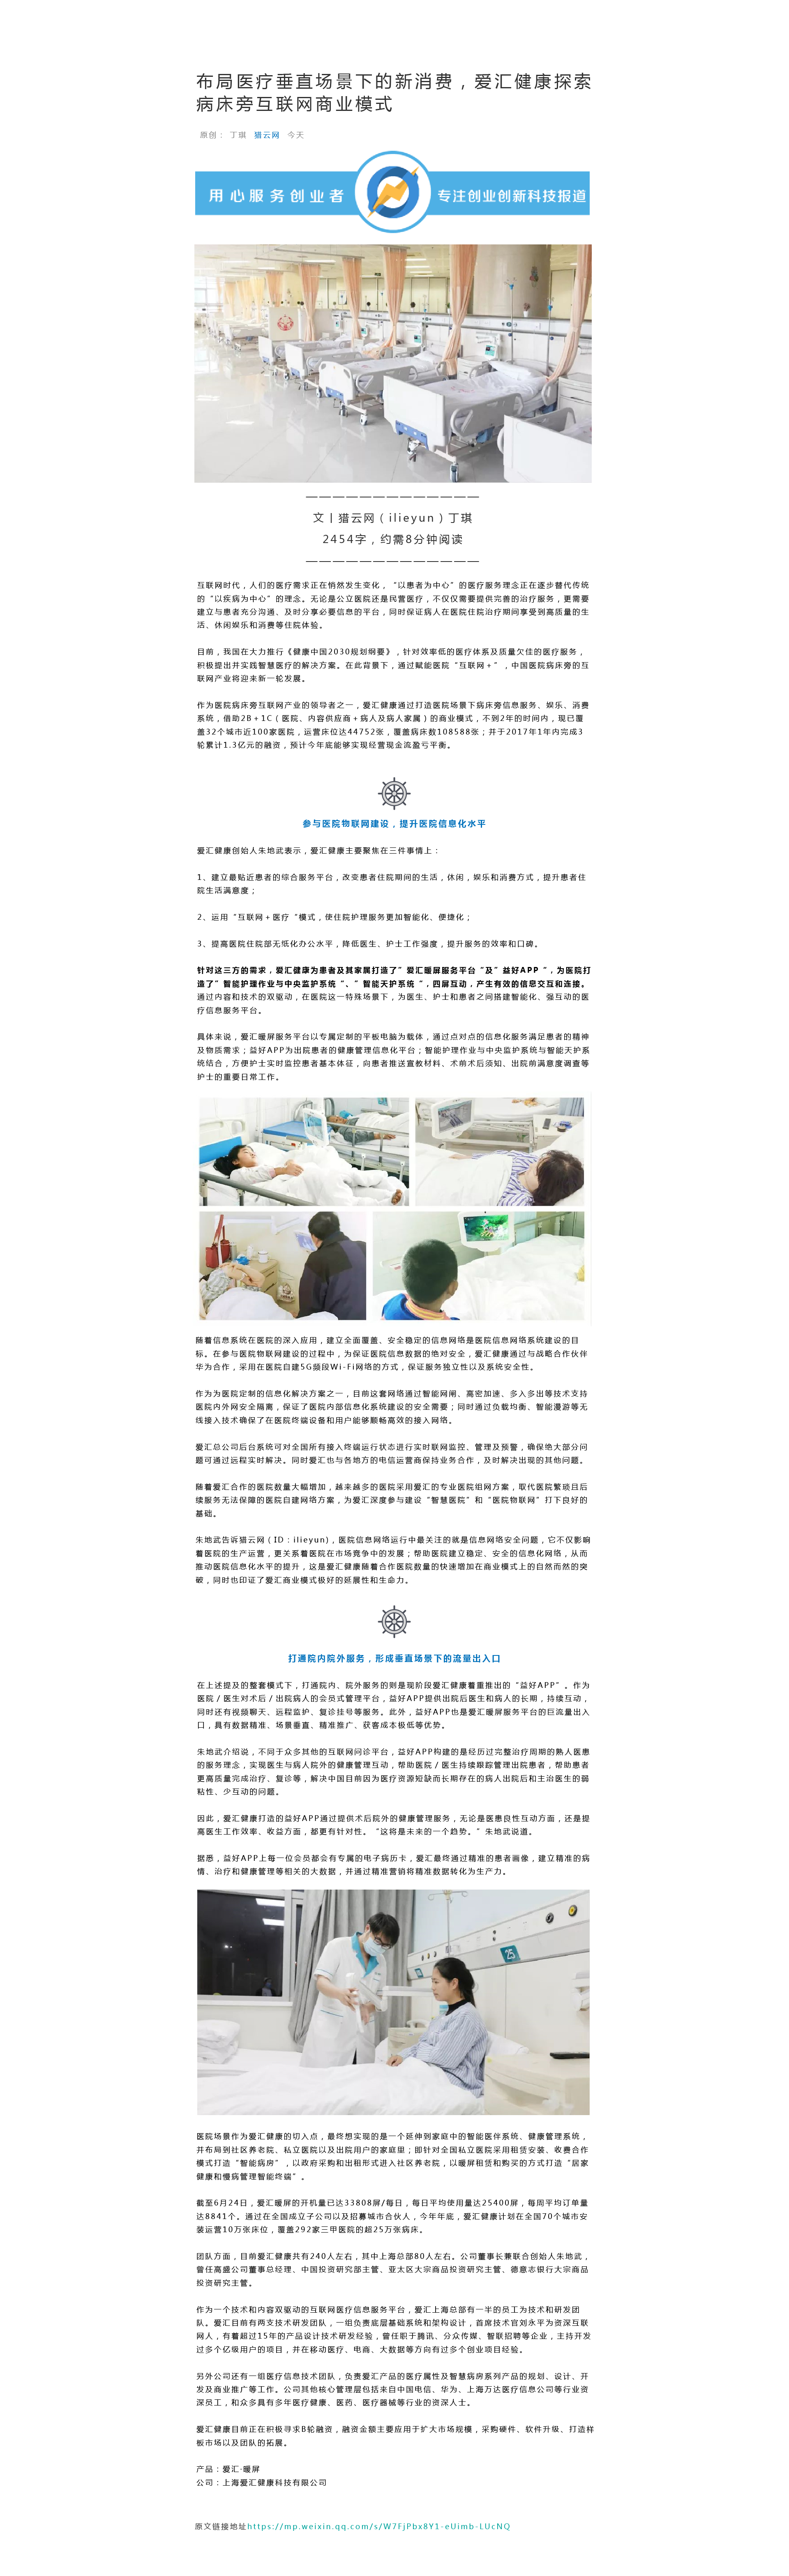 布局医疗垂直场景下的新消费，爱汇健康探索
病床旁互联网商业模式
原创： 丁琪 猎云网 今天
用心服务创业者
专注创业创新科技报道
—————————————
文丨猎云网（ilieyun）丁琪
2454字，约需8分钟阅读
—————————————
互联网时代，人们的医疗需求正在悄然发生变化，“以患者为中心”的医疗服务理念正在逐步替代传统
的“以疾病为中心”的理念。无论是公立医院还是民营医疗，不仅仅需要提供完善的治疗服务，更需要
建立与患者充分沟通、及时分享必要信息的平台，同时保证病人在医院住院治疗期间享受到高质量的生
活、休闲娱乐和消费等住院体验。
目前，我国在大力推行《健康中国2030规划纲要》，针对效率低的医疗体系及质量欠佳的医疗服务，
积极提出并实践智慧医疗的解决方案。在此背景下，通过赋能医院“互联网＋”，中国医院病床旁的互
联网产业将迎来新一轮发展。
作为医院病床旁互联网产业的领导者之一，爱汇健康通过打造医院场景下病床旁信息服务、娱乐、消费
系统，借助2B＋1C（医院、内容供应商＋病人及病人家属）的商业模式，不到2年的时间内，现已覆
盖32个城市近100家医院，运营床位达44752张，覆盖病床数108588张；并于2017年1年内完成3
轮累计1.3亿元的融资，预计今年底能够实现经营现金流盈亏平衡。
参与医院物联网建设，提升医院信息化水平
爱汇健康创始人朱地武表示，爱汇健康主要聚焦在三件事情上：
1、建立最贴近患者的综合服务平台，改变患者住院期间的生活，休闲，娱乐和消费方式，提升患者住
院生活满意度；
2、运用“互联网＋医疗“模式，使住院护理服务更加智能化、便捷化；
3、提高医院住院部无纸化办公水平，降低医生、护士工作强度，提升服务的效率和口碑。
针对这三方的需求，爱汇健康为患者及其家属打造了”爱汇暖屏服务平台“及”益好APP“，为医院打
造了”智能护理作业与中央监护系统“、”智能天护系统“，四屏互动，产生有效的信息交互和连接。
通过内容和技术的双驱动，在医院这一特殊场景下，为医生、护士和患者之间搭建智能化、强互动的医
疗信息服务平台。
具体来说，爱汇暖屏服务平台以专属定制的平板电脑为载体，通过点对点的信息化服务满足患者的精神
及物质需求；益好APP为出院患者的健康管理信息化平台；智能护理作业与中央监护系统与智能天护系
统结合，方便护士实时监控患者基本体征，向患者推送宣教材料、术前术后须知、出院前满意度调查等
护士的重要日常工作。
随着信息系统在医院的深入应用，建立全面覆盖、安全稳定的信息网络是医院信息网络系统建设的目
标。在参与医院物联网建设的过程中，为保证医院信息数据的绝对安全，爱汇健康通过与战略合作伙伴
华为合作，采用在医院自建5G频段Wi-Fi网络的方式，保证服务独立性以及系统安全性。
作为为医院定制的信息化解决方案之一，目前这套网络通过智能网闸、高密加速、多入多出等技术支持
医院内外网安全隔离，保证了医院内部信息化系统建设的安全需要；同时通过负载均衡、智能漫游等无
线接入技术确保了在医院终端设备和用户能够顺畅高效的接入网络。
爱汇总公司后台系统可对全国所有接入终端运行状态进行实时联网监控、管理及预警，确保绝大部分问
题可通过远程实时解决。同时爱汇也与各地方的电信运营商保持业务合作，及时解决出现的其他问题。
随着爱汇合作的医院数量大幅增加，越来越多的医院采用爱汇的专业医院组网方案，取代医院繁琐且后
续服务无法保障的医院自建网络方案，为爱汇深度参与建设“智慧医院”和“医院物联网”打下良好的
基础。
朱地武告诉猎云网（ID：ilieyun)，医院信息网络运行中最关注的就是信息网络安全问题，它不仅影响
着医院的生产运营，更关系着医院在市场竞争中的发展；帮助医院建立稳定、安全的信息化网络，从而
推动医院信息化水平的提升，这是爱汇健康随着合作医院数量的快速增加在商业模式上的自然而然的突
破，同时也印证了爱汇商业模式极好的延展性和生命力。
打通院内院外服务，形成垂直场景下的流量出入口
在上述提及的整套模式下，打通院内、院外服务的则是现阶段爱汇健康着重推出的“益好APP”。作为
医院／医生对术后／出院病人的会员式管理平台，益好APP提供出院后医生和病人的长期，持续互动，
同时还有视频聊天、远程监护、复诊挂号等服务。此外，益好APP也是爱汇暖屏服务平台的巨流量出入
口，具有数据精准、场景垂直、精准推广、获客成本极低等优势。
朱地武介绍说，不同于众多其他的互联网问诊平台，益好APP构建的是经历过完整治疗周期的熟人医患
的服务理念，实现医生与病人院外的健康管理互动，帮助医院／医生持续跟踪管理出院患者，帮助患者
更高质量完成治疗、复诊等，解决中国目前因为医疗资源短缺而长期存在的病人出院后和主治医生的弱
粘性、少互动的问题。
因此，爱汇健康打造的益好APP通过提供术后院外的健康管理服务，无论是医患良性互动方面，还是提
高医生工作效率、收益方面，都更有针对性。“这将是未来的一个趋势。”朱地武说道。
据悉，益好APP上每一位会员都会有专属的电子病历卡，爱汇最终通过精准的患者画像，建立精准的病
情、治疗和健康管理等相关的大数据，并通过精准营销将精准数据转化为生产力。
医院场景作为爱汇健康的切入点，最终想实现的是一个延伸到家庭中的智能医伴系统、健康管理系统，
并布局到社区养老院、私立医院以及出院用户的家庭里；即针对全国私立医院采用租赁安装、收费合作
模式打造“智能病房”，以政府采购和出租形式进入社区养老院，以暖屏租赁和购买的方式打造“居家
健康和慢病管理智能终端”。
截至6月24日，爱汇暖屏的开机量已达33808屏/每日，每日平均使用量达25400屏，每周平均订单量
达8841个。通过在全国成立子公司以及招募城市合伙人，今年年底，爱汇健康计划在全国70个城市安
装运营10万张床位，覆盖292家三甲医院的超25万张病床。
团队方面，目前爱汇健康共有240人左右，其中上海总部80人左右。公司董事长兼联合创始人朱地武，
曾任高盛公司董事总经理、中国投资研究部主管、亚太区大宗商品投资研究主管、德意志银行大宗商品
投资研究主管。
作为一个技术和内容双驱动的互联网医疗信息服务平台，爱汇上海总部有一半的员工为技术和研发团
队。爱汇目前有两支技术研发团队，一组负责底层基础系统和架构设计，首席技术官刘永平为资深互联
网人，有着超过15年的产品设计技术研发经验，曾任职于腾讯、分众传媒、智联招聘等企业，主持开发
过多个亿级用户的项目，并在移动医疗、电商、大数据等方向有过多个创业项目经验。
另外公司还有一组医疗信息技术团队，负责爱汇产品的医疗属性及智慧病房系列产品的规划、设计、开
发及商业推广等工作。公司其他核心管理层包括来自中国电信、华为、上海万达医疗信息公司等行业资
深员工，和众多具有多年医疗健康、医药、医疗器械等行业的资深人士。
爱汇健康目前正在积极寻求B轮融资，融资金额主要应用于扩大市场规模，采购硬件、软件升级、打造样
板市场以及团队的拓展。
产品：爱汇·暖屏
公司：上海爱汇健康科技有限公司
原文链接地址https://mp.weixin.qq.com/s/W7FjPbx8Y1-eUimb-LUcNQ